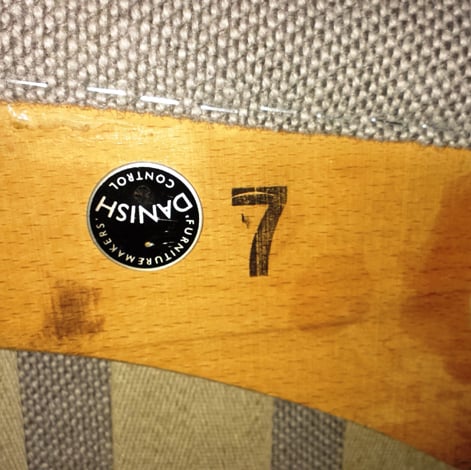 DANISH
FURNITUREMAKERS'
CONTROL
7